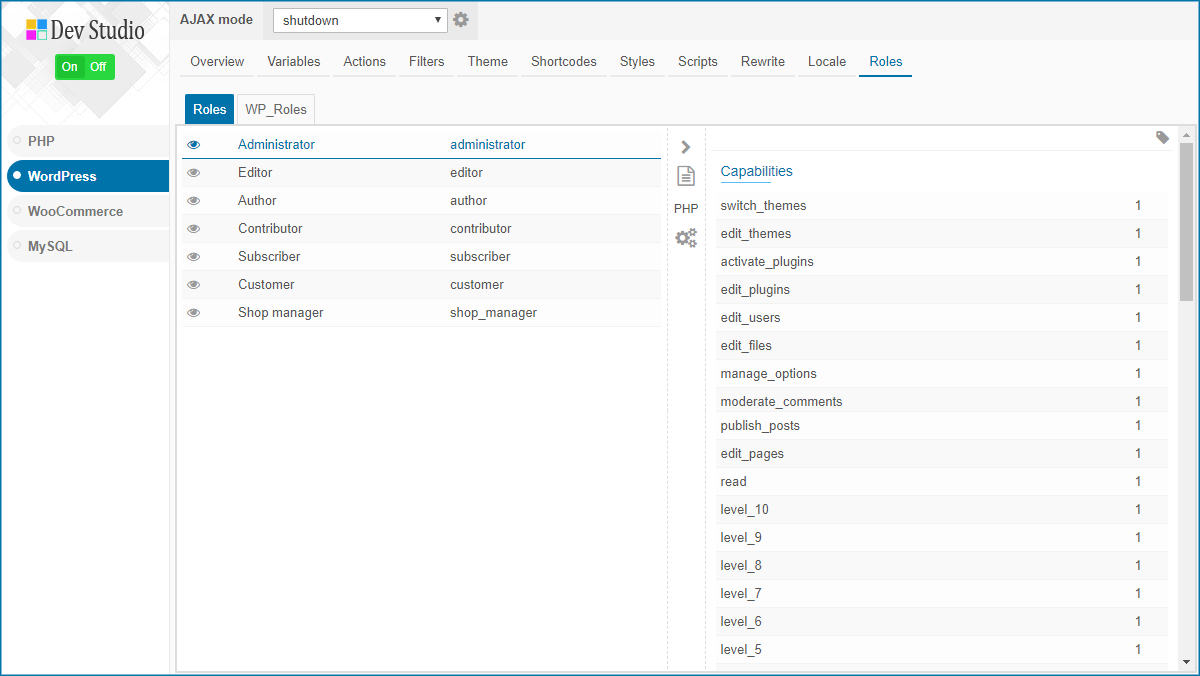 Dev Studio
On Off
AJAX mode shutdown
Overview Variables Actions Filters Theme Shortcodes Styles Scripts Rewrite Locale Roles
PHP
WordPress
WooCommerce
MySQL
Roles WP_Roles
Administrator administrator
Editor editor
Author author
Contributor contributor
Subscriber subscriber
Customer customer
Shop manager shop_manager
PHP
Capabilities
switch_themes 1
edit_themes 1
activate_plugins 1
edit_plugins 1
edit_users 1
edit_files 1
manage_options 1
moderate_comments 1
publish_posts 1
edit_pages 1
read 1
level_10 1
level_9 1
level_8 1
level_7 1
level_6 1
level_5 1